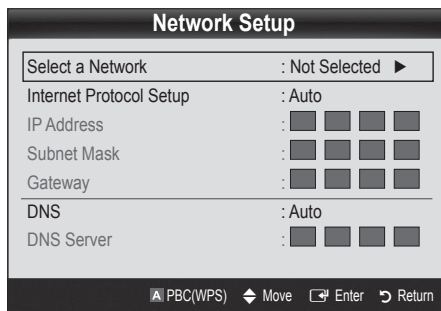 Network Setup
Select a Network : Not Selected ▶
Internet Protocol Setup : Auto
IP Address :
Subnet Mask :
Gateway :
DNS : Auto
DNS Server :
A PBC(WPS) Move Enter Return